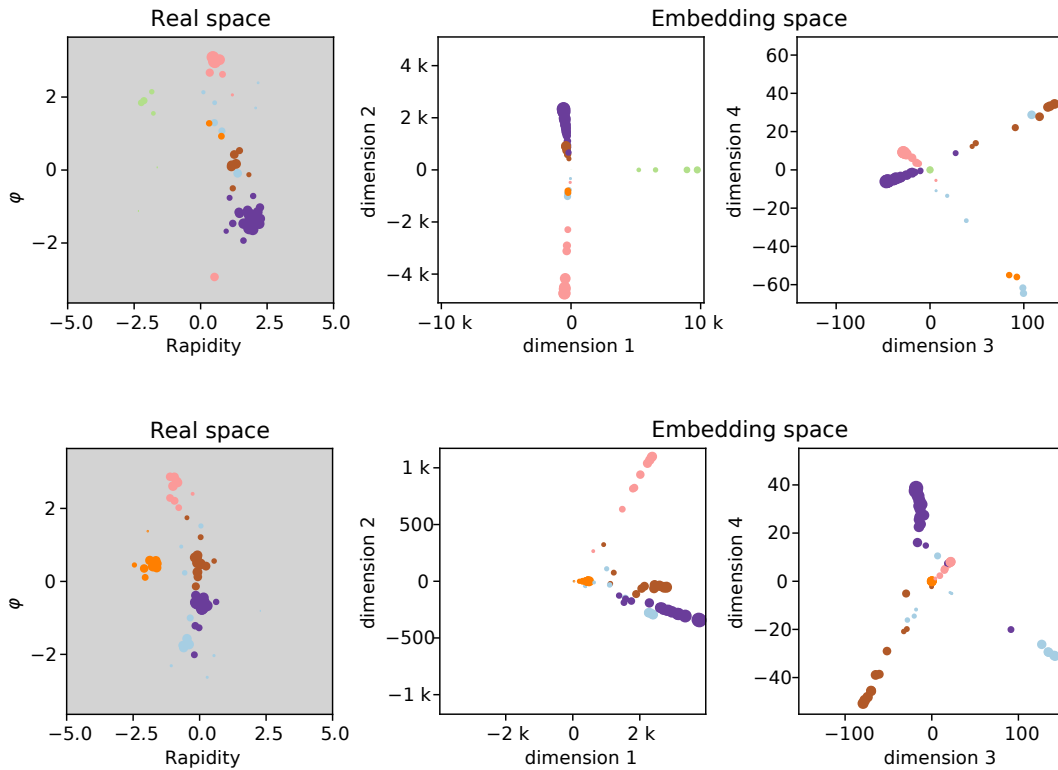 Real space
Embedding space
2
0
−2
φ
−5.0
−2.5
0.0
2.5
5.0
Rapidity
4 k
2 k
0
−2 k
−4 k
dimension 2
−10 k
0
10 k
dimension 1
60
40
20
0
−20
−40
−60
dimension 4
−100
0
100
dimension 3
Real space
Embedding space
2
0
−2
φ
−5.0
−2.5
0.0
2.5
5.0
Rapidity
1 k
500
0
−500
−1 k
dimension 2
−2 k
0
2 k
dimension 1
40
20
0
−20
−40
dimension 4
−100
0
100
dimension 3